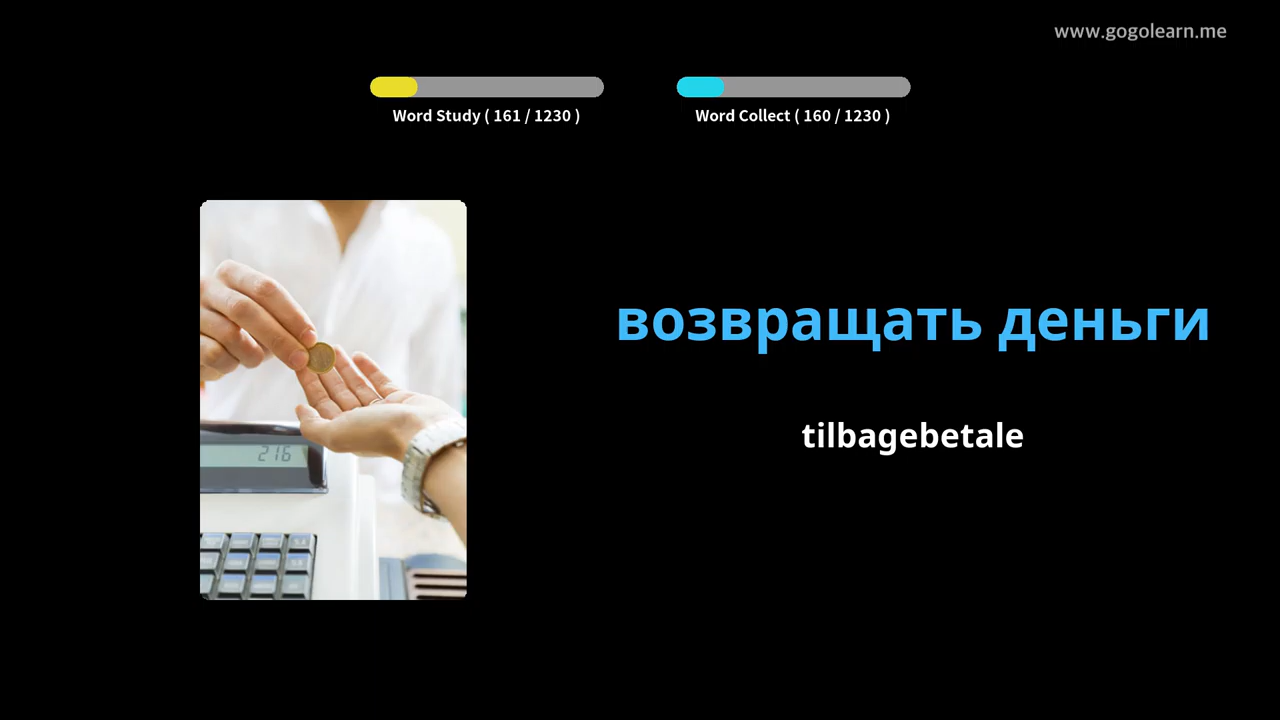 www.gogolearn.me
Word Study ( 161 / 1230 )
Word Collect ( 160 / 1230 )
возвращать деньги
tilbagebetale
216